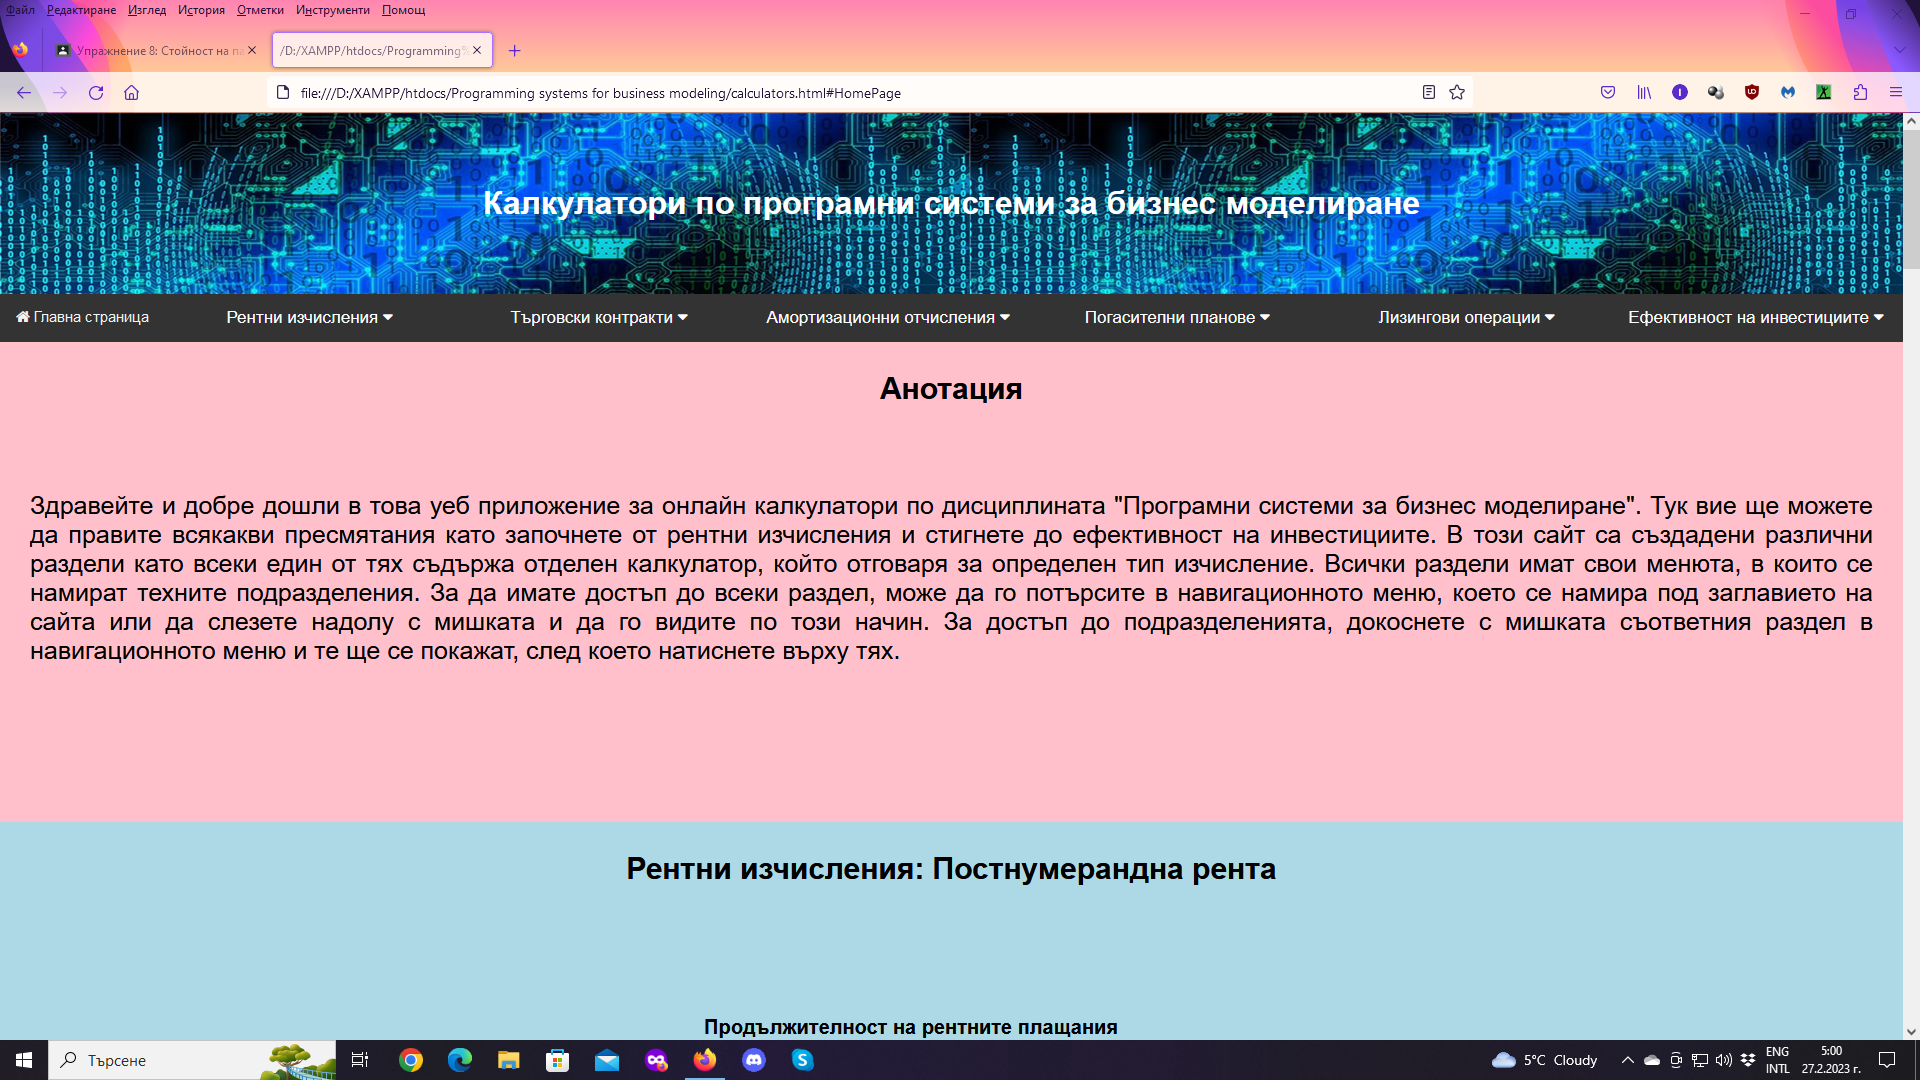 Файл Редактиране Изглед История Отметки Инструменти Помощ
Упражнение 8: Стойност на па
/D:/XAMPP/htdocs/Programming%
file:///D:/XAMPP/htdocs/Programming systems for business modeling/calculators.html#HomePage
Калкулатори по програмни системи за бизнес моделиране
Главна страница Рентни изчисления Търговски контракти Амортизационни отчисления Погасителни планове Лизингови операции Ефективност на инвестициите
Анотация
Здравейте и добре дошли в това уеб приложение за онлайн калкулатори по дисциплината "Програмни системи за бизнес моделиране". Тук вие ще можете
да правите всякакви пресмятания като започнете от рентни изчисления и стигнете до ефективност на инвестициите. В този сайт са създадени различни
раздели като всеки един от тях съдържа отделен калкулатор, който отговаря за определен тип изчисление. Всички раздели имат свои менюта, в които се
намират техните подразделения. За да имате достъп до всеки раздел, може да го потърсите в навигационното меню, което се намира под заглавието на
сайта или да слезете надолу с мишката и да го видите по този начин. За достъп до подразделенията, докоснете с мишката съответния раздел в
навигационното меню и те ще се покажат, след което натиснете върху тях.
Рентни изчисления: Постнумерандна рента
Продължителност на рентните плащания
Търсене
5°C Cloudy
ENG
INTL
5:00
27.2.2023 г.